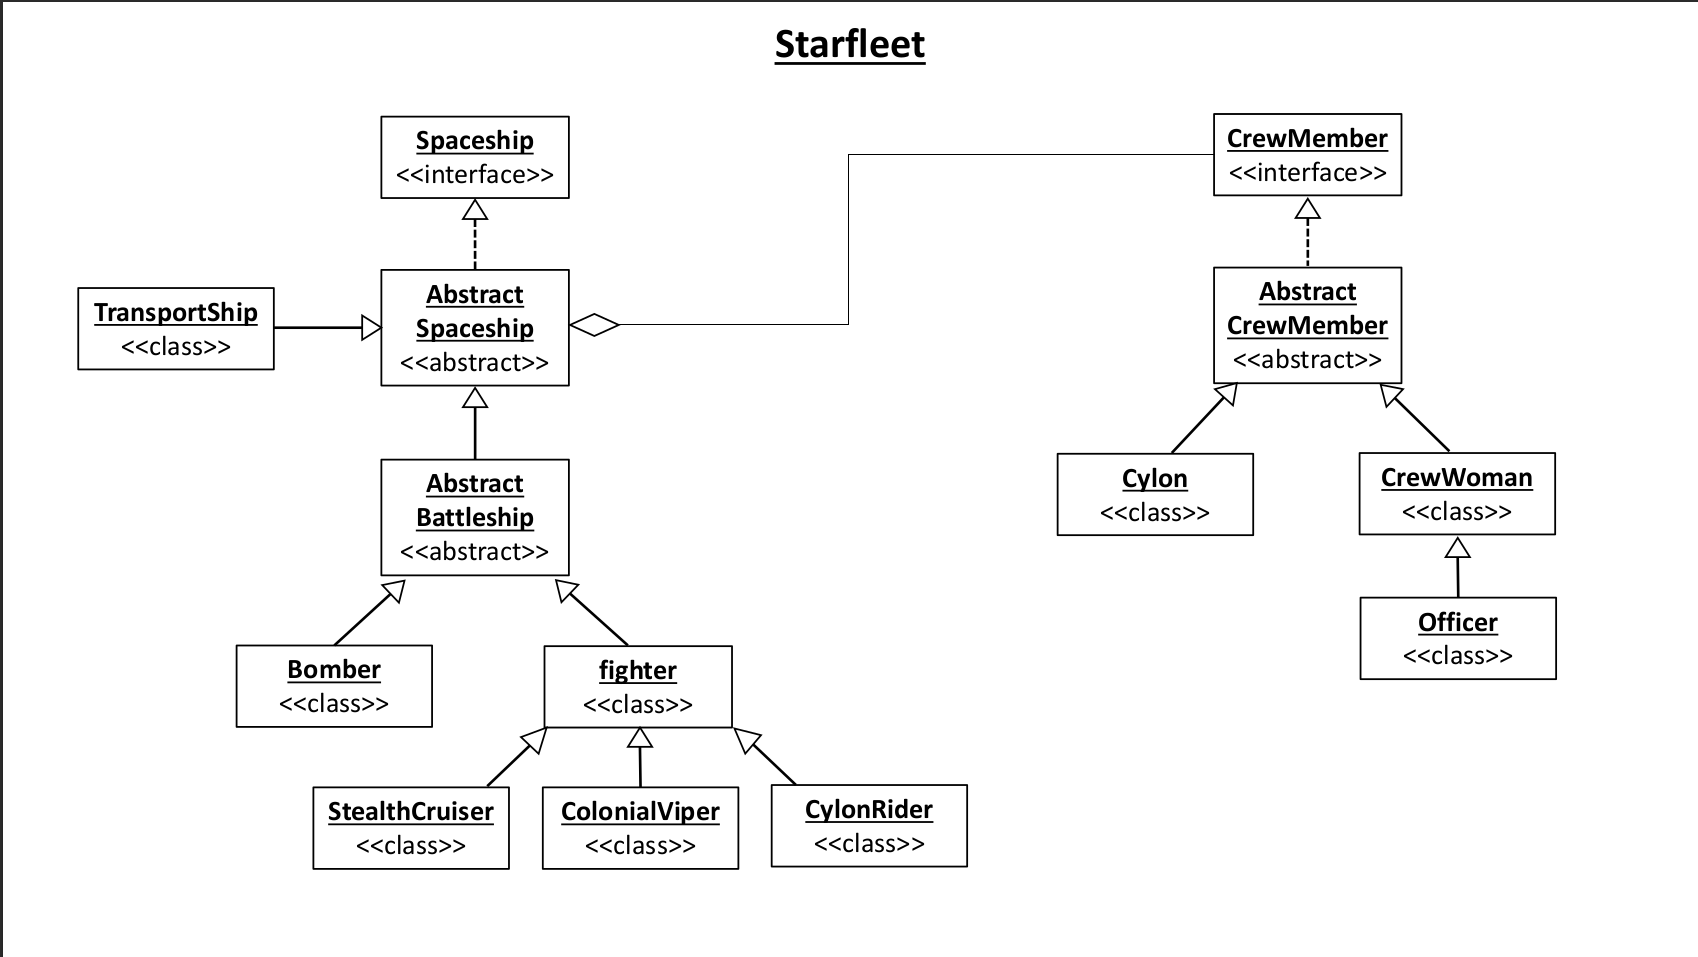 Starfleet
Spaceship
<<interface>>
CrewMember
<<interface>>
TransportShip
<<class>>
Abstract
Spaceship
<<abstract>>
Abstract
CrewMember
<<abstract>>
Abstract
Battleship
<<abstract>>
Cylon
<<class>>
CrewWoman
<<class>>
Officer
<<class>>
Bomber
<<class>>
fighter
<<class>>
StealthCruiser
<<class>>
ColonialViper
<<class>>
CylonRider
<<class>>